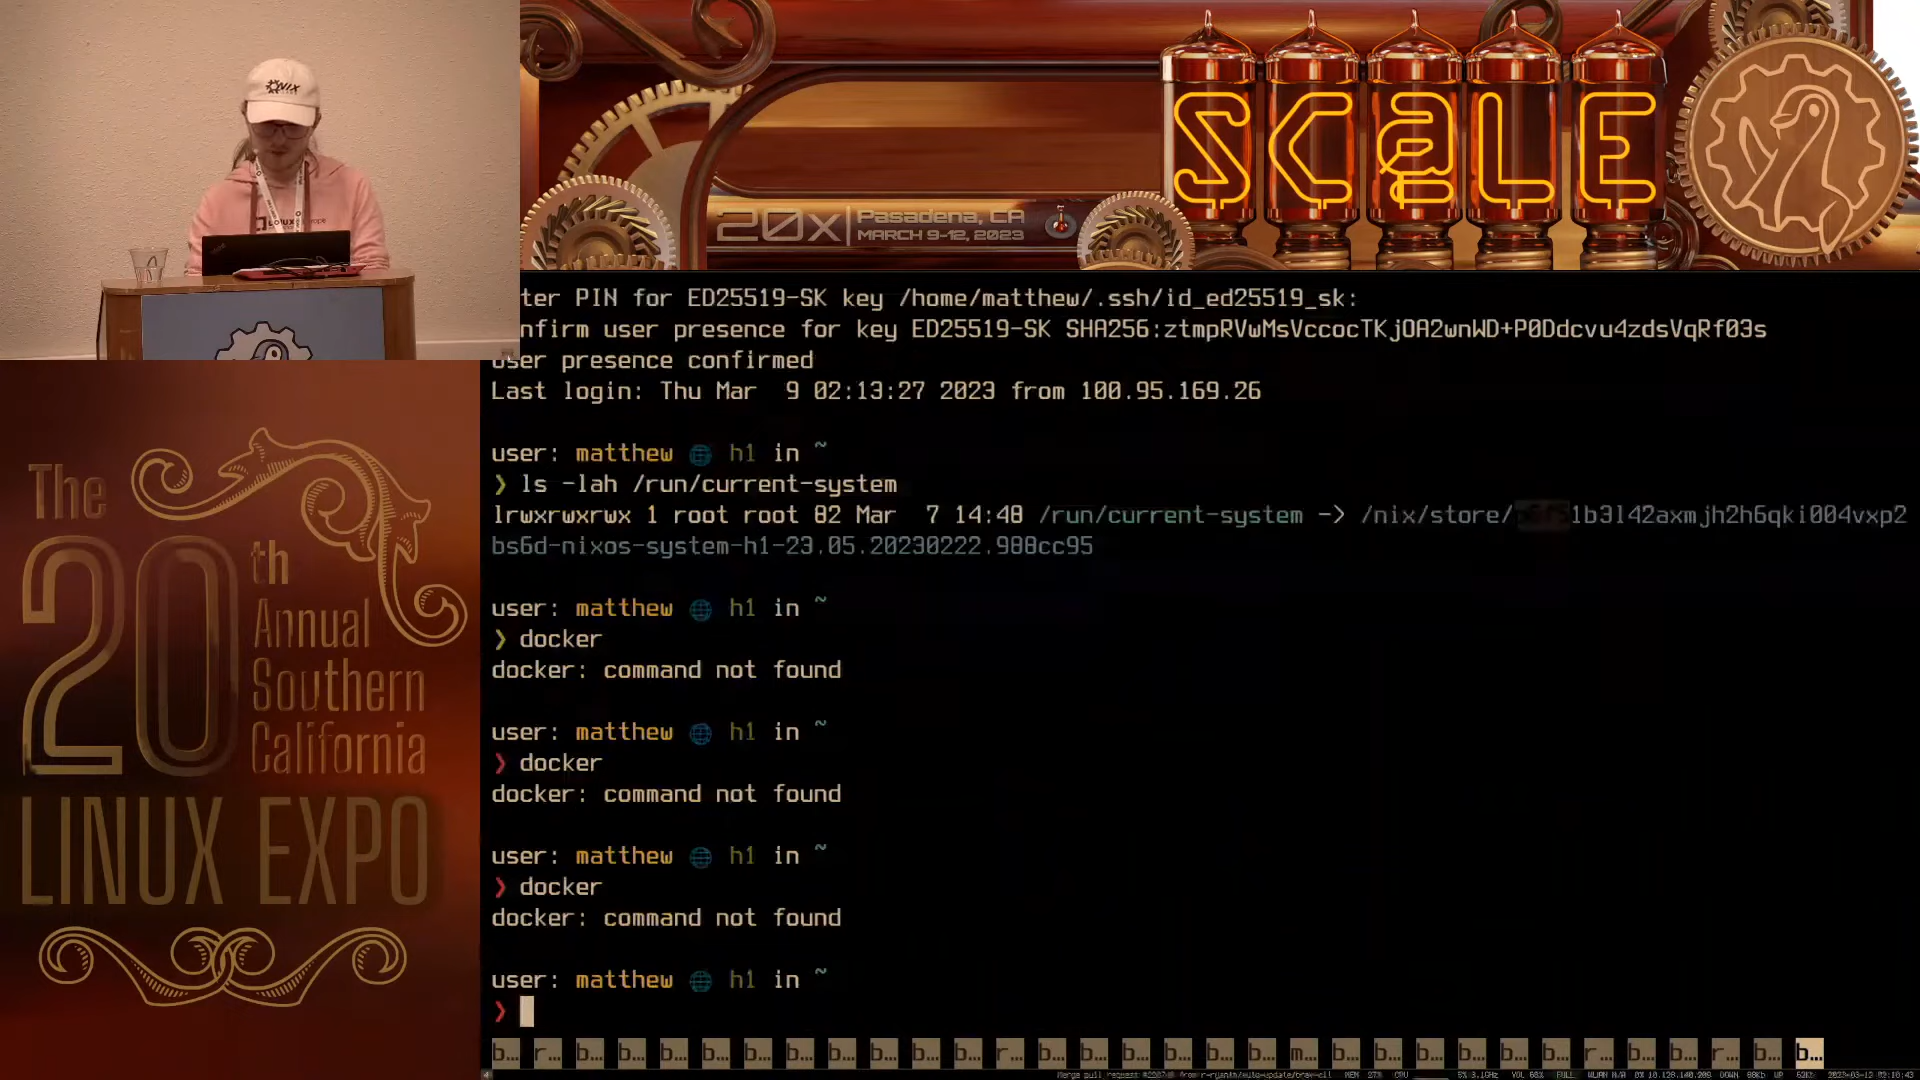 NIX
SCaLE
20x
Pasadena, CA
MARCH 9-12, 2023
The
20th
Annual
Southern
California
LINUX EXPO
ter PIN for ED25519-SK key /home/matthew/.ssh/id_ed25519_sk:
nfirm user presence for key ED25519-SK SHA256:ztmpRVwMsVccocTKjOA2wnWD+P0Ddcvu4zdsVqRf03s
User presence confirmed
Last login: Thu Mar  9 02:13:27 2023 from 100.95.169.26
user: matthew 🌐 h1 in ~
❯ ls -lah /run/current-system
lrwxrwxrwx 1 root root 82 Mar  7 14:48 /run/current-system -> /nix/store/ 1b3l42axmjh2h6qki004vxp2
bs6d-nixos-system-h1-23.05.20230222.988cc95
user: matthew 🌐 h1 in ~
❯ docker
docker: command not found
user: matthew 🌐 h1 in ~
❯ docker
docker: command not found
user: matthew 🌐 h1 in ~
❯ docker
docker: command not found
user: matthew 🌐 h1 in ~
❯
b… r… b… b… b… b… b… b… b… b… b… b… r… b… b… b… b… b… b… m… b… b… b… b… b… b… r… b… b… r… b… b…